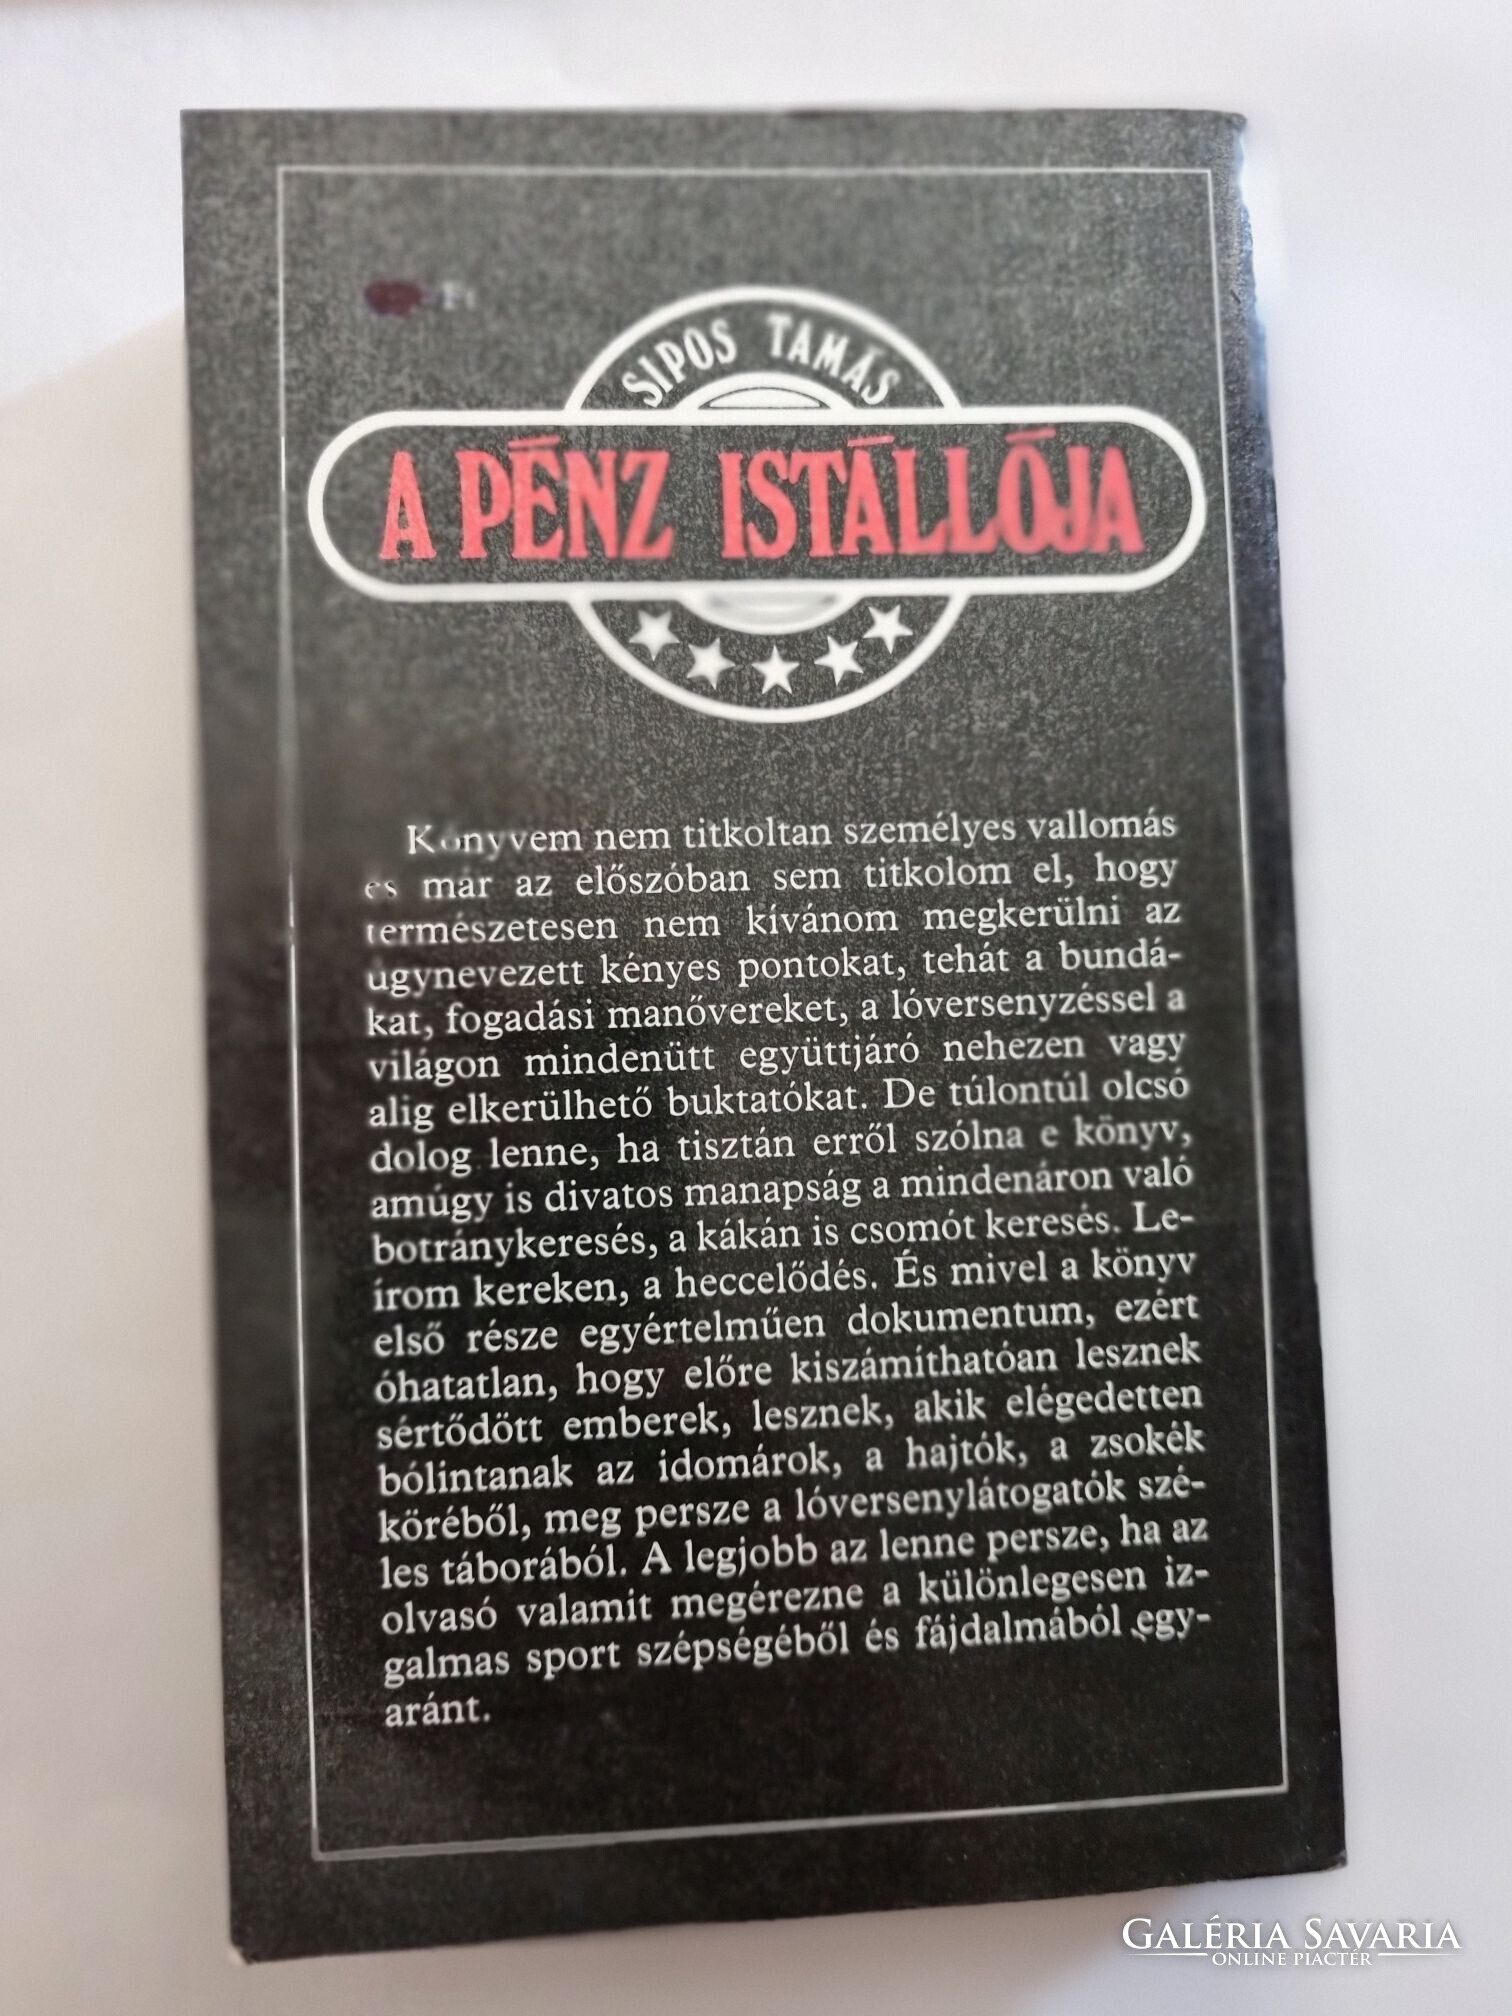 SIPOS TAMÁS
A PÉNZ ISTÁLLÓJA
Könyvem nem titkoltan személyes vallomás
és már az előszóban sem titkolom el, hogy
természetesen nem kívánom megkerülni az
úgynevezett kényes pontokat, tehát a bundá-
kat, fogadási manővereket, a lóversenyzéssel a
világon mindenütt együttjáró nehezen vagy
alig elkerülhető buktatókat. De túlontúl olcsó
dolog lenne, ha tisztán erről szólna e könyv,
amúgy is divatos manapság a mindenáron való
botránykeresés, a kákán is csomót keresés. Le-
írom kereken, a heccelődés. És mivel a könyv
első része egyértelműen dokumentum, ezért
óhatatlan, hogy előre kiszámíthatóan lesznek
sértődött emberek, lesznek, akik elégedetten
bólintanak az idomárok, a hajtók, a zsokék
köréből, meg persze a lóversenylátogatók szé-
les táborából. A legjobb az lenne persze, ha az
olvasó valamit megérezne a különlegesen iz-
galmas sport szépségéből és fájdalmából egy-
aránt.
GALÉRIA SAVARIA
ONLINE PIACTÉR